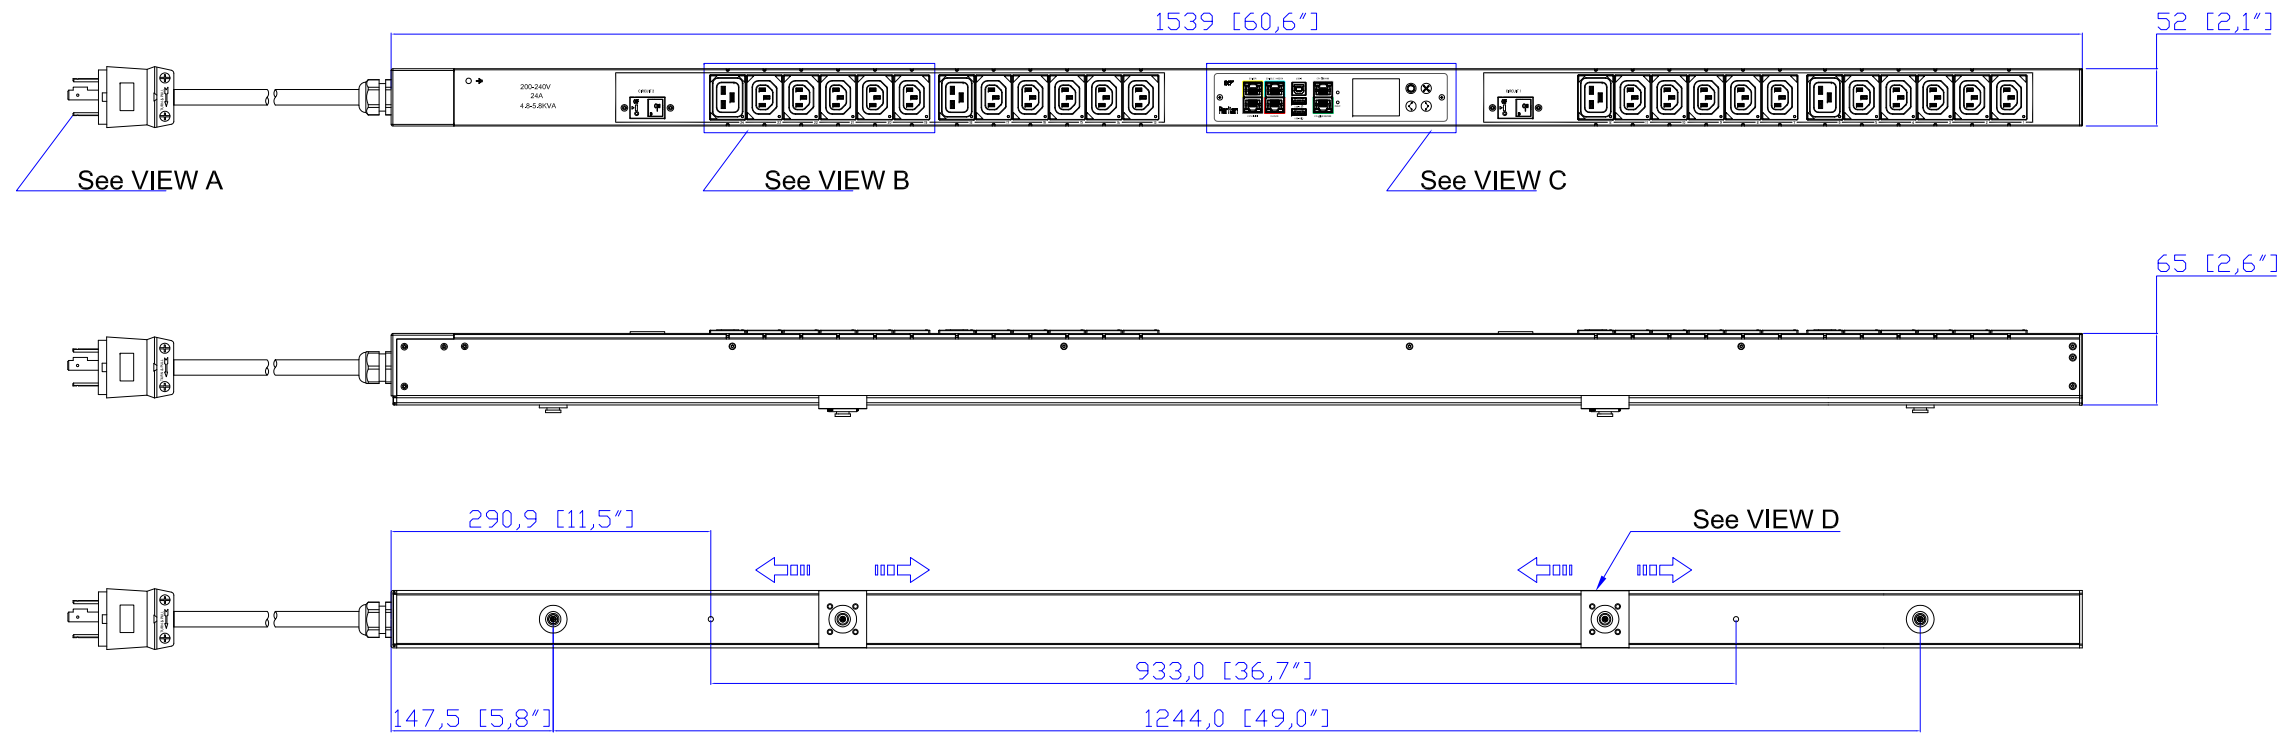 1539 [60,6"]
52 [2,1"]
200-240V
24A
4.8-5.8KVA
Raritan
See VIEW A
See VIEW B
See VIEW C
65 [2,6"]
290,9 [11,5"]
See VIEW D
933,0 [36,7"]
147,5 [5,8"]
1244,0 [49,0"]